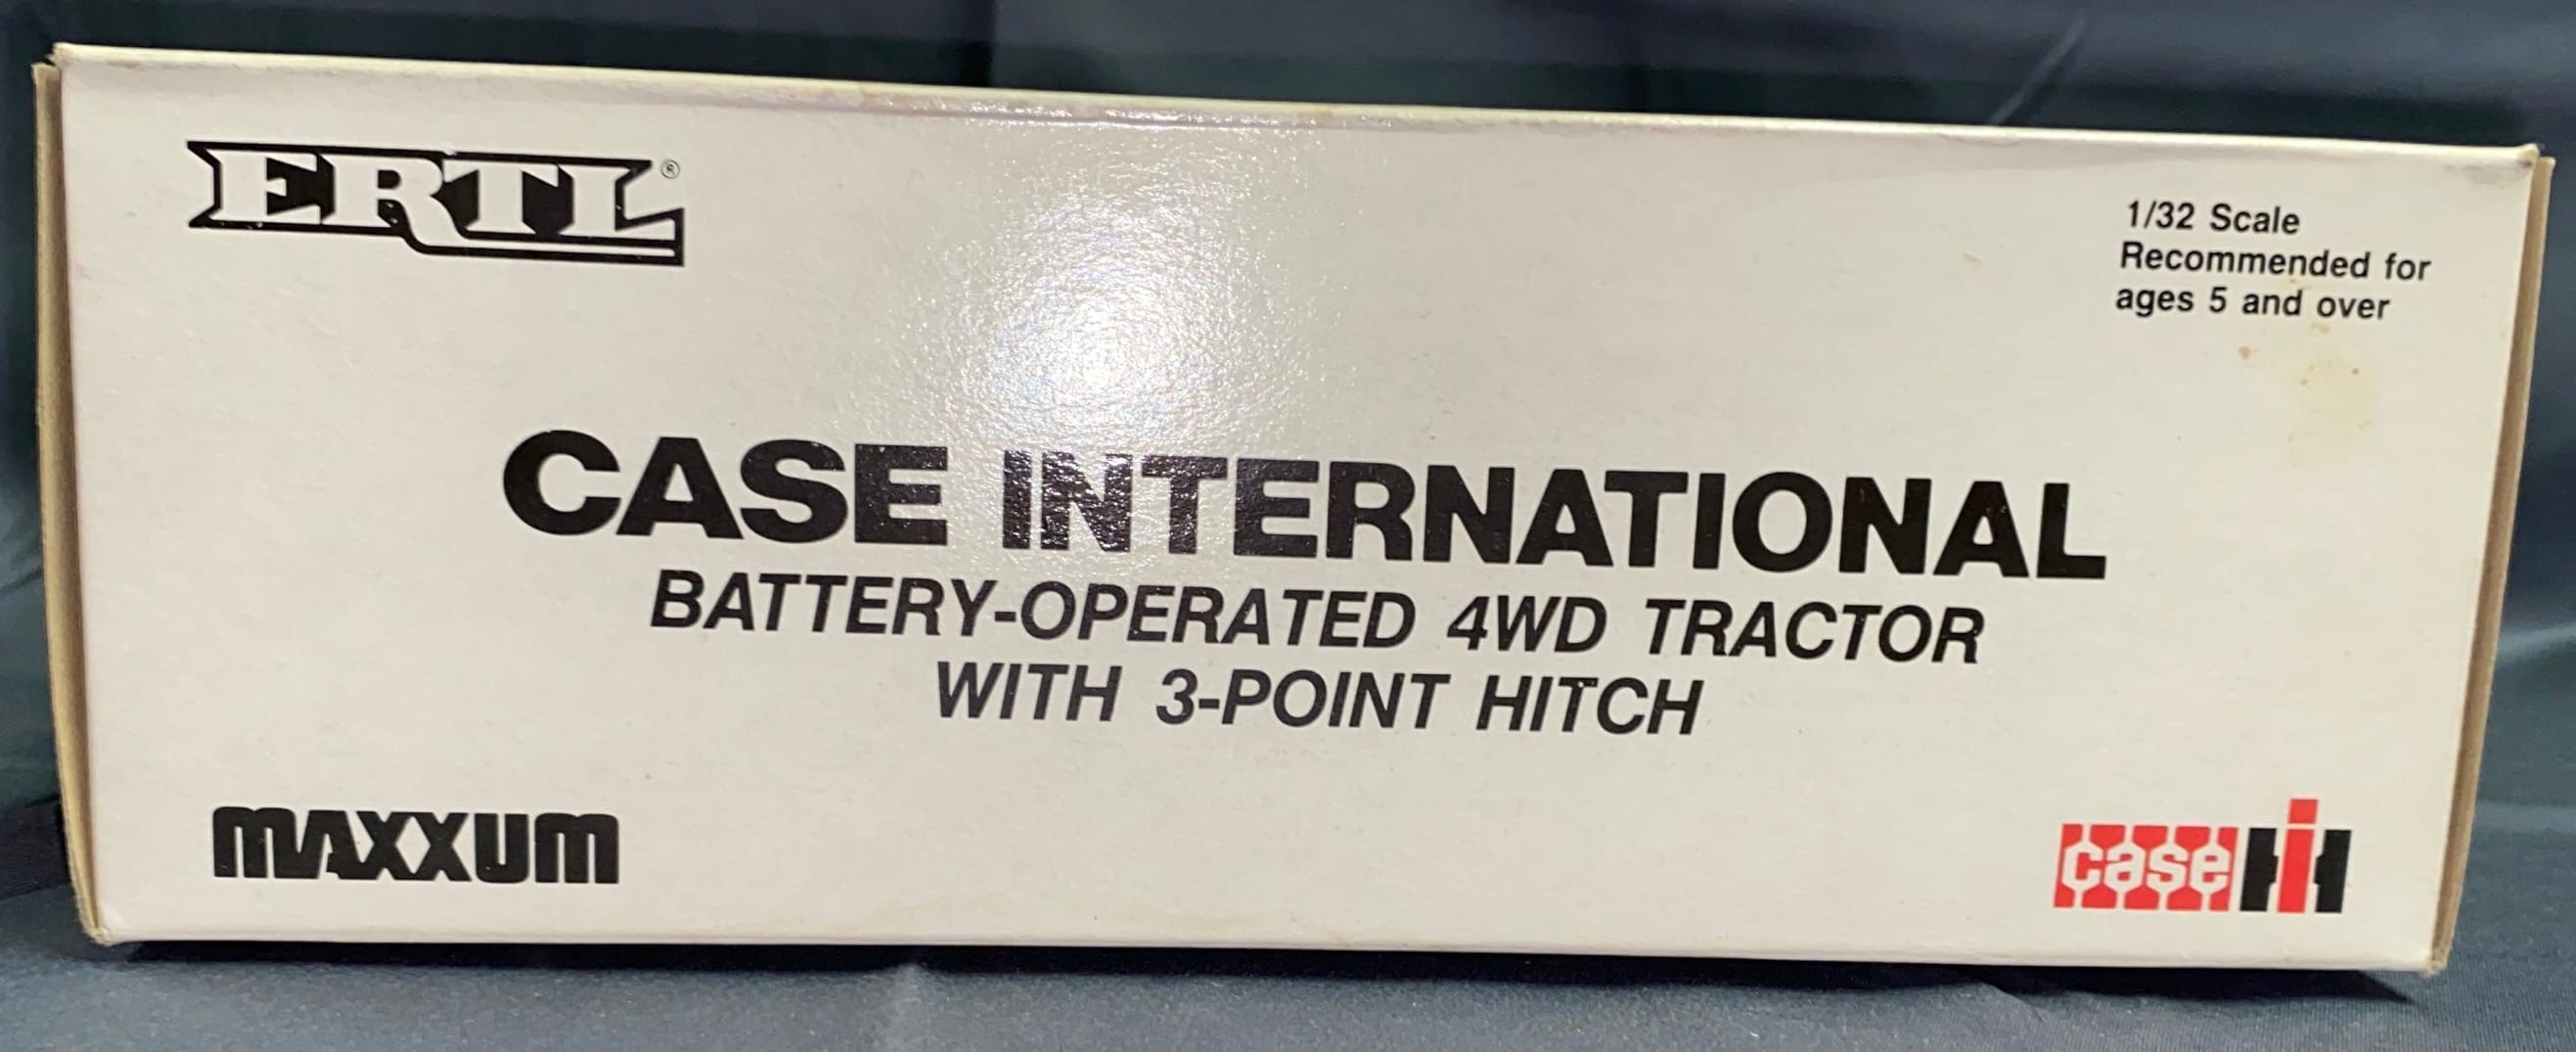 ERTL®
1/32 Scale
Recommended for
ages 5 and over
CASE INTERNATIONAL
BATTERY-OPERATED 4WD TRACTOR
WITH 3-POINT HITCH
MAXXUM
case IH